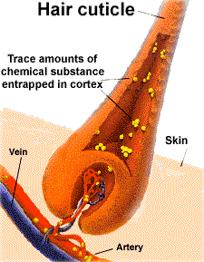 Hair cuticle
Trace amounts of
chemical substance
entrapped in cortex
Skin
Vein
Artery